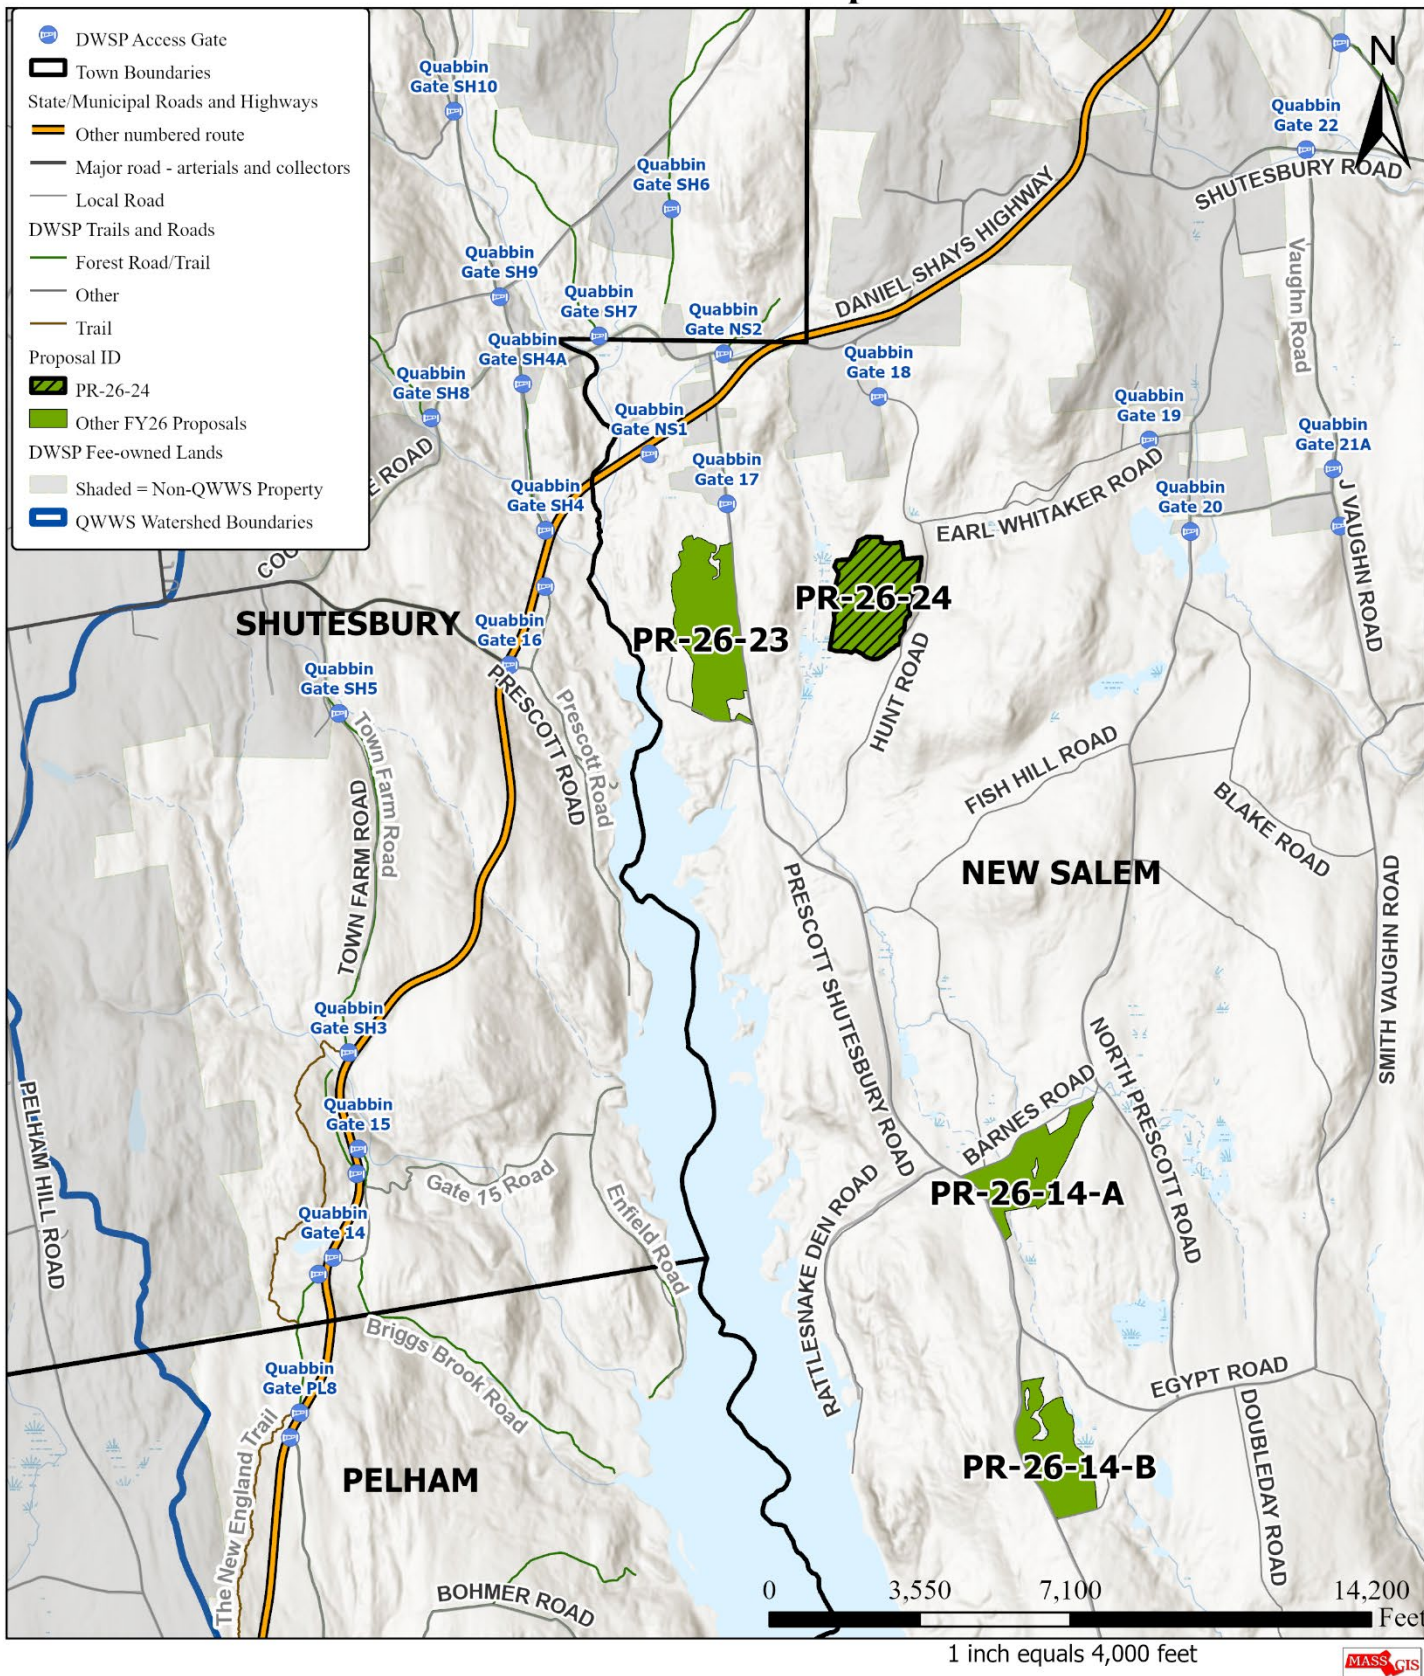 DWSP Access Gate
Town Boundaries
State/Municipal Roads and Highways
Other numbered route
Major road - arterials and collectors
Local Road
DWSP Trails and Roads
Forest Road/Trail
Other
Trail
Proposal ID
PR-26-24
Other FY26 Proposals
DWSP Fee-owned Lands
Shaded = Non-QWWS Property
QWWS Watershed Boundaries
N
Quabbin
Gate SH10
Quabbin
Gate 22
SHUTESBURY ROAD
Quabbin
Gate SH6
DANIEL SHAYS HIGHWAY
Vaughn Road
Quabbin
Gate SH9
Quabbin
Gate SH7
Quabbin
Gate NS2
Quabbin
Gate SH4A
Quabbin
Gate 18
Quabbin
Gate SH8
Quabbin
Gate NS1
Quabbin
Gate 19
Quabbin
Gate 21A
E ROAD
Quabbin
Gate 17
Quabbin
Gate SH4
Quabbin
Gate 20
EARL WHITAKER ROAD
J VAUGHN ROAD
COO
SHUTESBURY
Quabbin
Gate 16
PR-26-23
PR-26-24
HUNT ROAD
Quabbin
Gate SH5
PRESCOTT ROAD
Prescott Road
Town Farm Road
TOWN FARM ROAD
FISH HILL ROAD
BLAKE ROAD
NEW SALEM
SMITH VAUGHN ROAD
PRESCOTT SHUTESBURY ROAD
Quabbin
Gate SH3
NORTH PRESCOTT ROAD
BARNES ROAD
PELHAM HILL ROAD
Quabbin
Gate 15
Gate 15 Road
Enfield Road
PR-26-14-A
RATTLESNAKE DEN ROAD
Quabbin
Gate 14
Briggs Brook Road
Quabbin
Gate PL8
EGYPT ROAD
DOUBLEDAY ROAD
The New England Trail
PELHAM
PR-26-14-B
BOHMER ROAD
0 3,550 7,100 14,200
Feet
1 inch equals 4,000 feet
MASSGIS